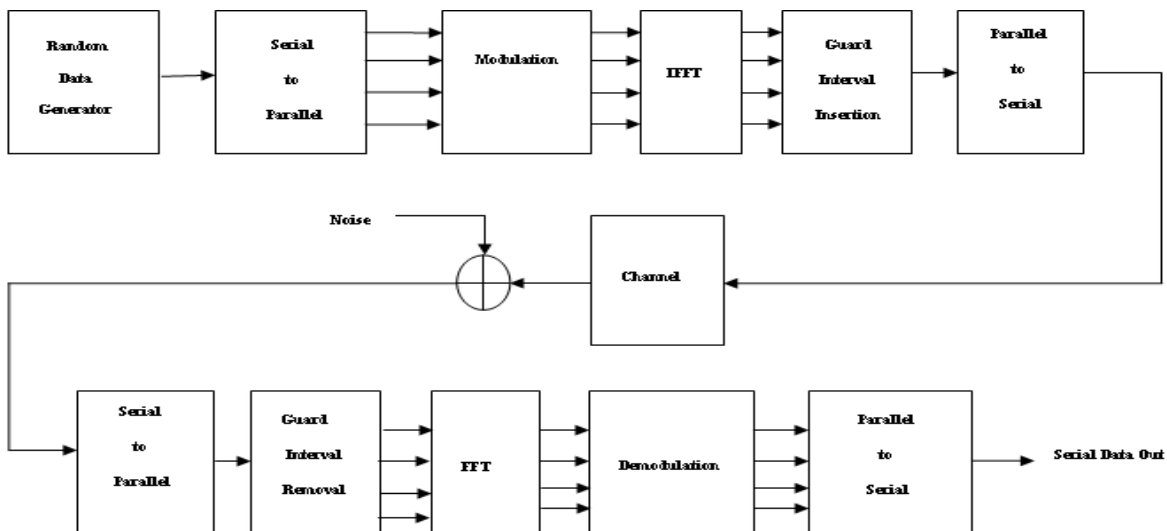 Random
Data
Generator
Serial
to
Parallel
Modulation
IFFT
Guard
Interval
Insertion
Parallel
to
Serial
Noise
Channel
Serial
to
Parallel
Guard
Interval
Removal
FFT
Demodulation
Parallel
to
Serial
Serial Data Out